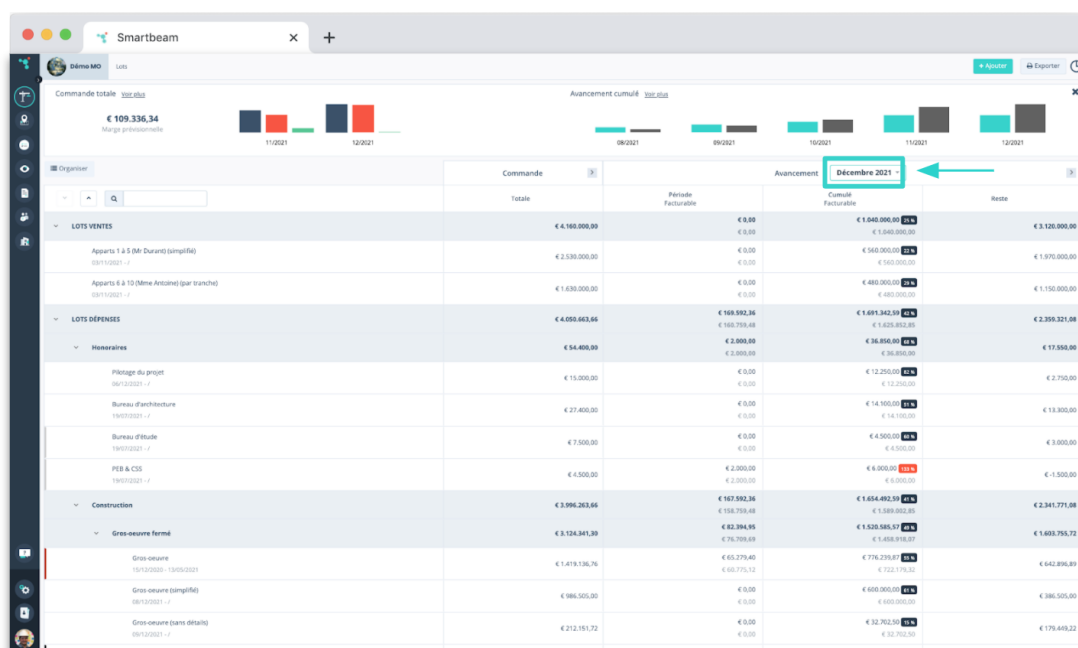 Smartbeam
Démo MO Lots
+ Ajouter Exporter
Commande totale Voir plus
Avancement cumulé Voir plus
€ 109.336,34
Marge prévisionnelle
11/2021 12/2021
08/2021 09/2021 10/2021 11/2021 12/2021
Organiser
Commande
Avancement Décembre 2021
Totale
Période
Facturable
Cumulé
Facturable
Reste
LOTS VENTES € 4.160.000,00 € 0,00 € 1.040.000,00 25 % € 3.120.000,00
€ 0,00 € 1.040.000,00
Apparts 1 à 5 (Mr Durant) (simplifié) € 2.530.000,00 € 0,00 € 560.000,00 22 % € 1.970.000,00
03/11/2021 - / € 0,00 € 560.000,00
Apparts 6 à 10 (Mme Antoine) (par tranche) € 1.630.000,00 € 0,00 € 480.000,00 29 % € 1.150.000,00
03/11/2021 - / € 0,00 € 480.000,00
LOTS DÉPENSES € 4.050.663,66 € 169.592,36 € 1.691.342,59 42 % € 2.359.321,08
€ 160.759,48 € 1.625.852,85
Honoraires € 54.400,00 € 2.000,00 € 36.850,00 68 % € 17.550,00
€ 2.000,00 € 36.850,00
Pilotage du projet € 15.000,00 € 0,00 € 12.250,00 82 % € 2.750,00
06/12/2021 - / € 0,00 € 12.250,00
Bureau d'architecture € 27.400,00 € 0,00 € 14.100,00 51 % € 13.300,00
19/07/2021 - / € 0,00 € 14.100,00
Bureau d'étude € 7.500,00 € 0,00 € 4.500,00 60 % € 3.000,00
19/07/2021 - / € 0,00 € 4.500,00
PEB & CSS € 4.500,00 € 2.000,00 € 6.000,00 133 % € -1.500,00
19/07/2021 - / € 2.000,00 € 6.000,00
Construction € 3.996.263,66 € 167.592,36 € 1.654.492,59 41 % € 2.341.771,08
€ 158.759,48 € 1.589.002,85
Gros-oeuvre fermé € 3.124.341,30 € 82.394,95 € 1.520.585,57 49 % € 1.603.755,72
€ 76.709,69 € 1.458.918,07
Gros-oeuvre € 1.419.136,76 € 65.279,40 € 776.239,87 55 % € 642.896,89
15/12/2020 - 13/05/2021 € 60.775,12 € 722.179,32
Gros oeuvre (simplifié) € 986.505,00 € 0,00 € 600.000,00 61 % € 386.505,00
08/12/2021 - / € 0,00 € 600.000,00
Gros-oeuvre (sans détails) € 212.151,72 € 0,00 € 32.702,50 15 % € 179.449,22
09/12/2021 - / € 0,00 € 32.702,50